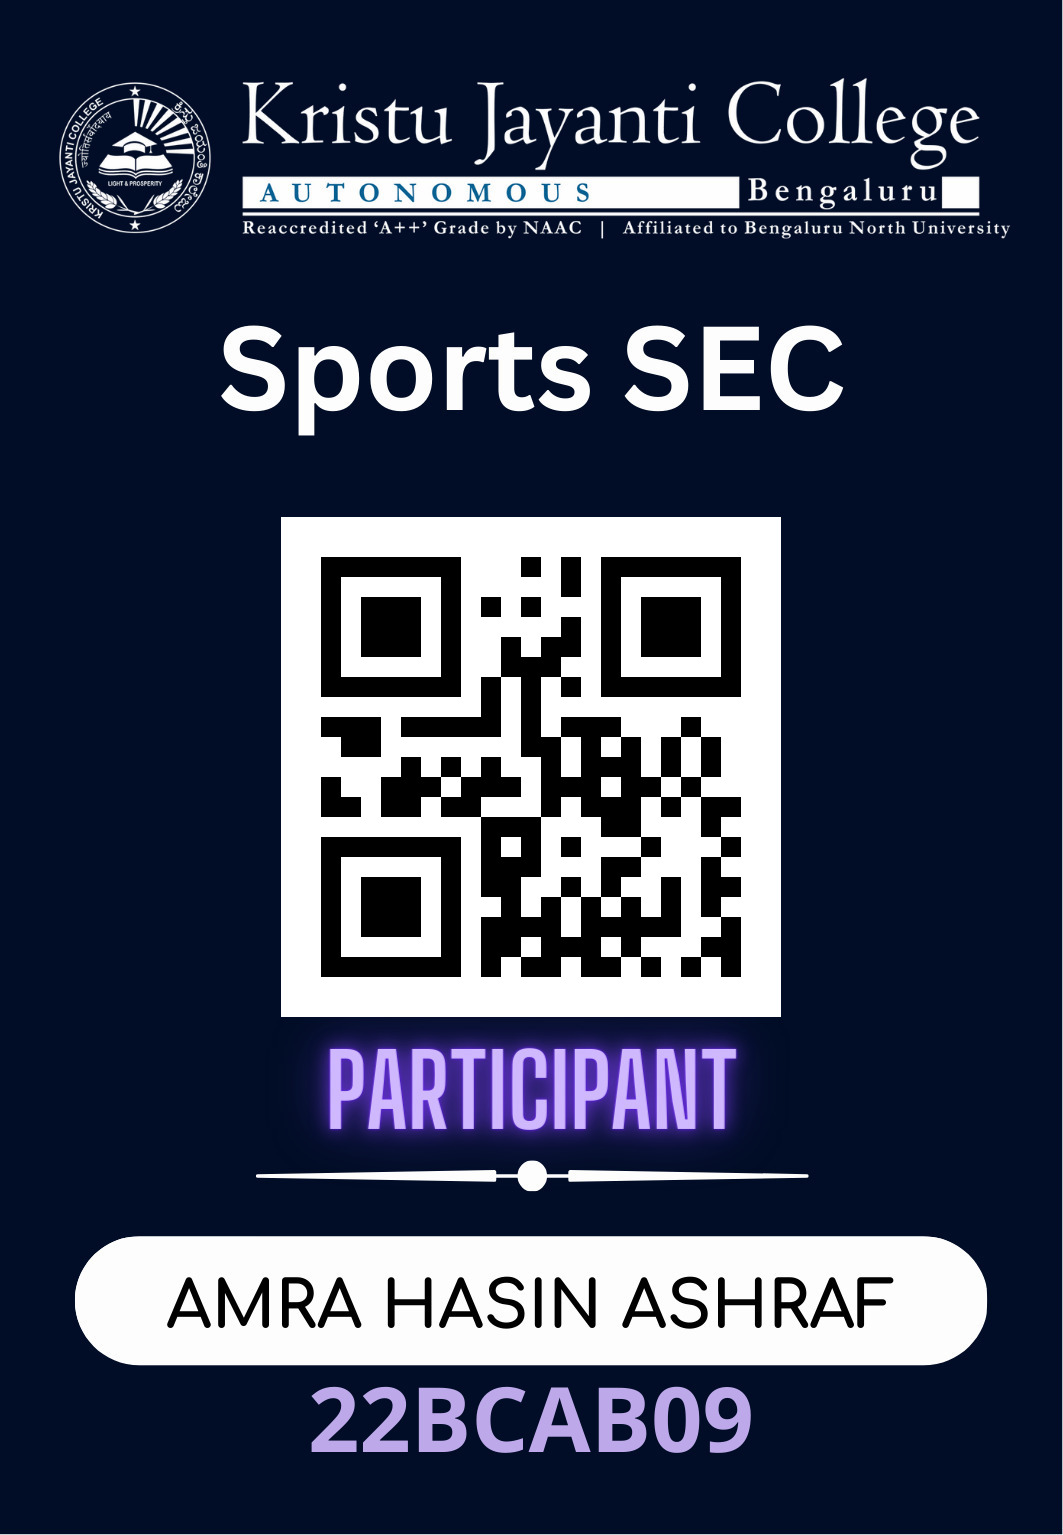 KRISTU JAYANTI COLLEGE
LIGHT & PROSPERITY
Kristu Jayanti College
AUTONOMOUS Bengaluru
Reaccredited ‘A++’ Grade by NAAC | Affiliated to Bengaluru North University
Sports SEC
PARTICIPANT
AMRA HASIN ASHRAF
22BCAB09